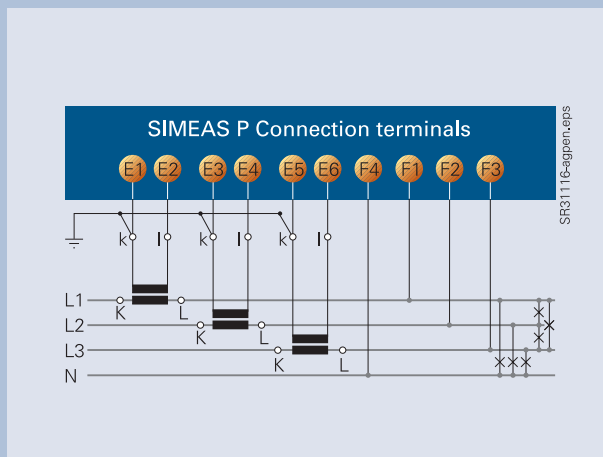 SIMEAS P Connection terminals
E1 E2 E3 E4 E5 E6 F4 F1 F2 F3
SR31116-agpen.eps
k l k l k l
L1
K L
L2
K L
L3
K L
N